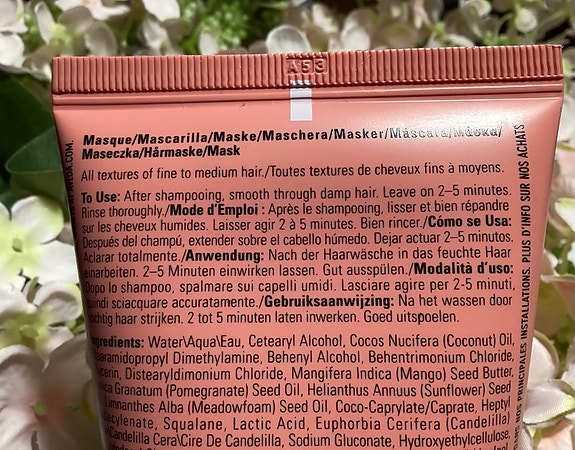 A53
Masque/Mascarilla/Maske/Maschera/Masker/Máscara/Maska/
Maseczka/Hårmaske/Mask
All textures of fine to medium hair./Toutes textures de cheveux fins à moyens.
To Use: After shampooing, smooth through damp hair. Leave on 2–5 minutes.
Rinse thoroughly./Mode d'Emploi : Après le shampooing, lisser et bien répandre
sur les cheveux humides. Laisser agir 2 à 5 minutes. Bien rincer./Cómo se Usa:
Después del champú, extender sobre el cabello húmedo. Dejar actuar 2–5 minutos.
Aclarar totalmente./Anwendung: Nach der Haarwäsche in das feuchte Haar
einarbeiten. 2–5 Minuten einwirken lassen. Gut ausspülen./Modalità d'uso:
Dopo lo shampoo, spalmare sui capelli umidi. Lasciare agire per 2-5 minuti,
quindi sciacquare accuratamente./Gebruiksaanwijzing: Na het wassen door
vochtig haar strijken. 2 tot 5 minuten laten inwerken. Goed uitspoelen.
Ingredients: Water\Aqua\Eau, Cetearyl Alcohol, Cocos Nucifera (Coconut) Oil,
earamidopropyl Dimethylamine, Behenyl Alcohol, Behentrimonium Chloride,
cerin, Distearyldimonium Chloride, Mangifera Indica (Mango) Seed Butter,
nica Granatum (Pomegranate) Seed Oil, Helianthus Annuus (Sunflower) Seed
Limnanthes Alba (Meadowfoam) Seed Oil, Coco-Caprylate/Caprate, Heptyl
ecylenate, Squalane, Lactic Acid, Euphorbia Cerifera (Candelilla)
Candelilla Cera\Cire De Candelilla, Sodium Gluconate, Hydroxyethylcellulose,
DANS NOS PRINCIPALES INSTALLATIONS. PLUS D'INFO SUR NOS ACHATS